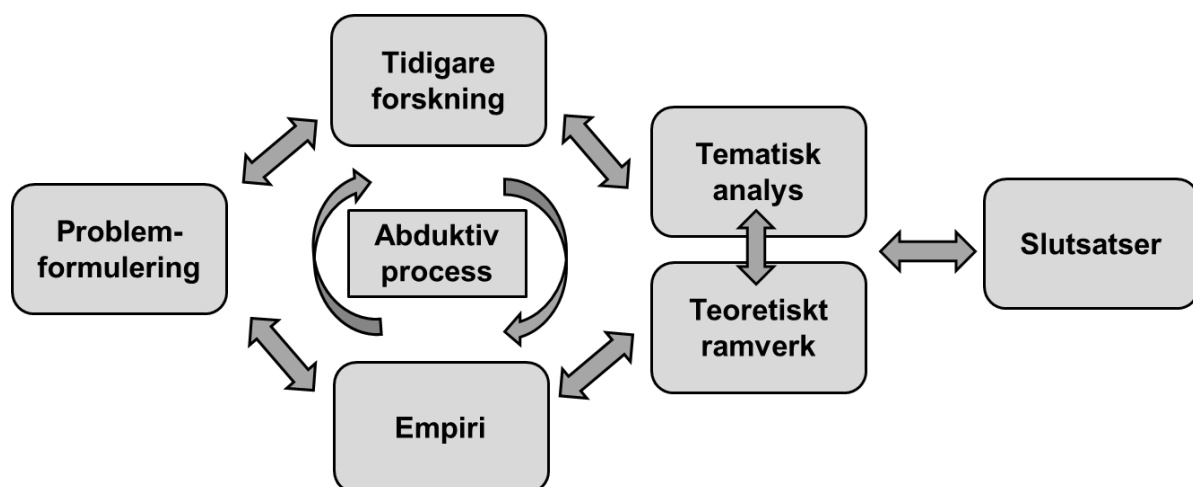 Tidigare
forskning
Problem-
formulering
Abduktiv
process
Empiri
Tematisk
analys
Teoretiskt
ramverk
Slutsatser